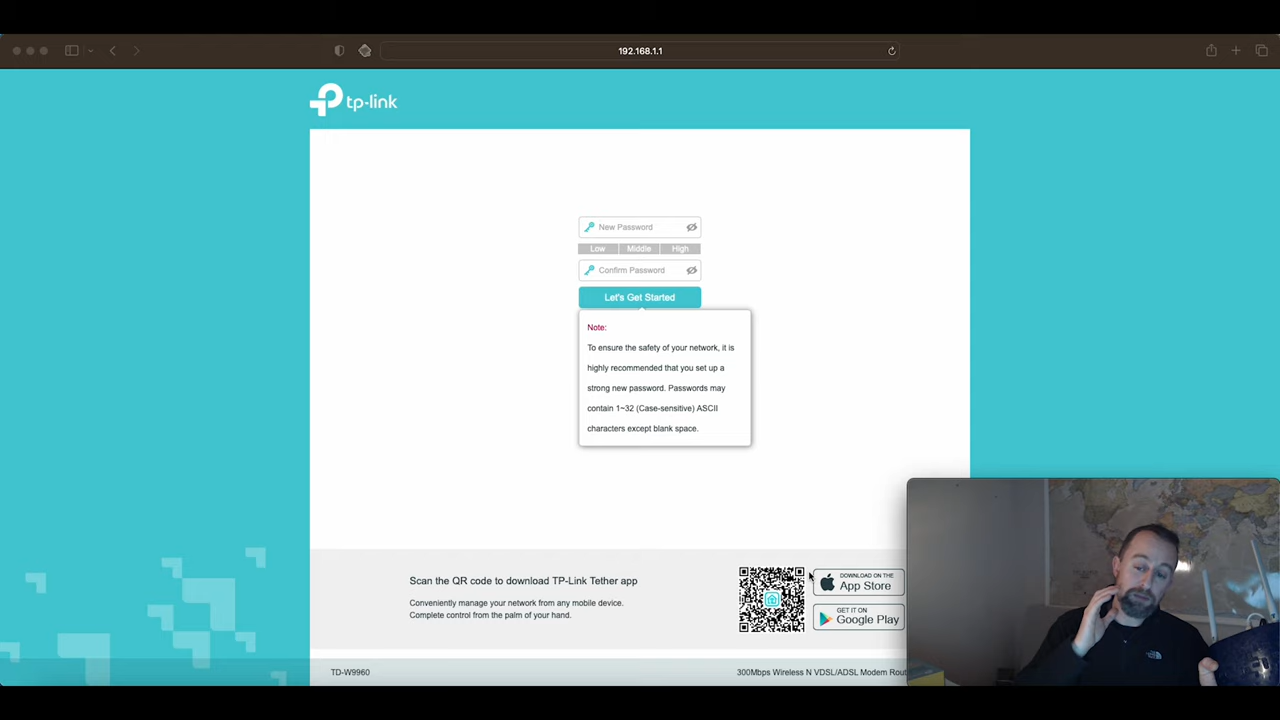 192.168.1.1
tp-link
New Password
Low Middle High
Confirm Password
Let's Get Started
Note:
To ensure the safety of your network, it is
highly recommended that you set up a
strong new password. Passwords may
contain 1~32 (Case-sensitive) ASCII
characters except blank space.
Scan the QR code to download TP-Link Tether app
Conveniently manage your network from any mobile device.
Complete control from the palm of your hand.
DOWNLOAD ON THE
App Store
GET IT ON
Google Play
TD-W9960
300Mbps Wireless N VDSL/ADSL Modem Rout